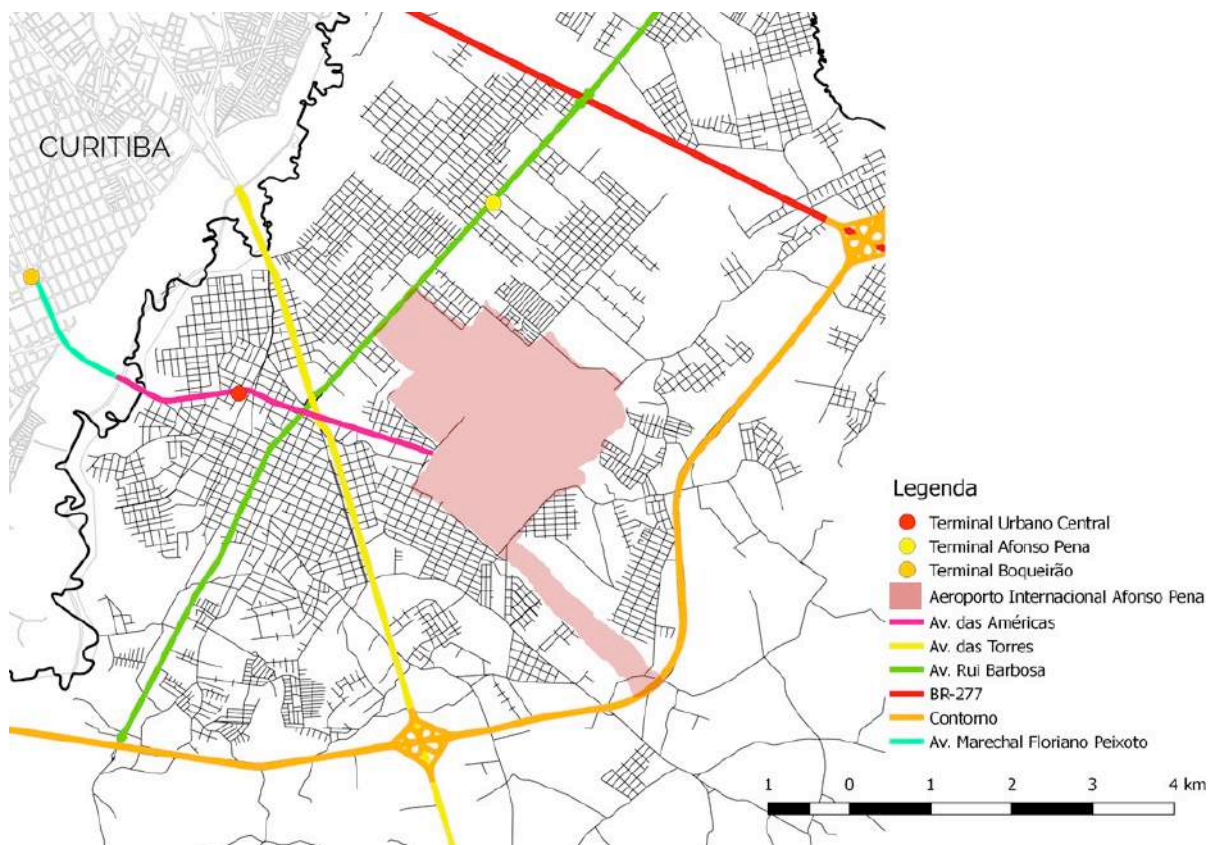 CURITIBA
Legenda
Terminal Urbano Central
Terminal Afonso Pena
Terminal Boqueirão
Aeroporto Internacional Afonso Pena
Av. das Américas
Av. das Torres
Av. Rui Barbosa
BR-277
Contorno
Av. Marechal Floriano Peixoto
1 0 1 2 3 4 km